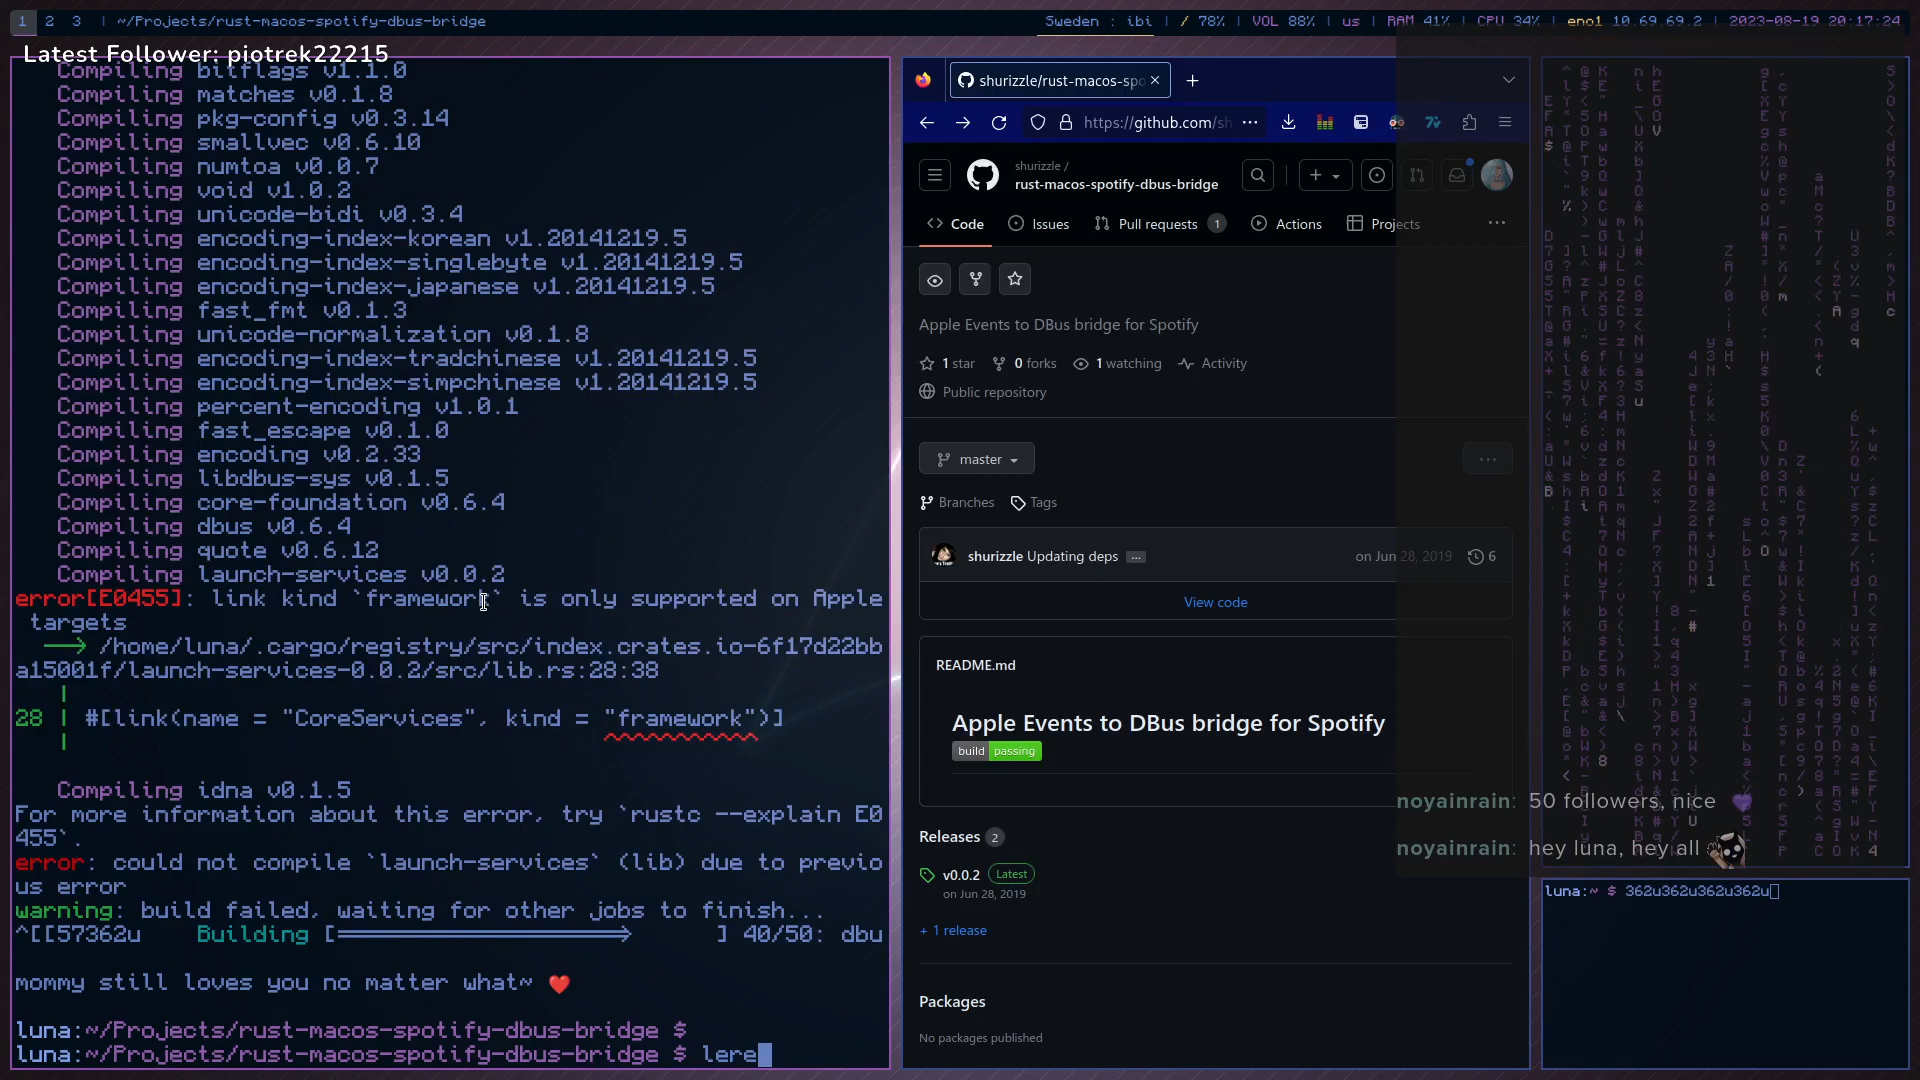 1 2 3 | ~/Projects/rust-macos-spotify-dbus-bridge
Sweden : ibi | / 78% | VOL 88% | us | RAM 41% | CPU 34% | eno1 10.69.69.2 | 2023-08-19 20:17:24
Latest Follower: piotrek22215
Compiling bitflags v1.1.0
Compiling matches v0.1.8
Compiling pkg-config v0.3.14
Compiling smallvec v0.6.10
Compiling numtoa v0.0.7
Compiling void v1.0.2
Compiling unicode-bidi v0.3.4
Compiling encoding-index-korean v1.20141219.5
Compiling encoding-index-singlebyte v1.20141219.5
Compiling encoding-index-japanese v1.20141219.5
Compiling fast_fmt v0.1.3
Compiling unicode-normalization v0.1.8
Compiling encoding-index-tradchinese v1.20141219.5
Compiling encoding-index-simpchinese v1.20141219.5
Compiling percent-encoding v1.0.1
Compiling fast_escape v0.1.0
Compiling encoding v0.2.33
Compiling libdbus-sys v0.1.5
Compiling core-foundation v0.6.4
Compiling dbus v0.6.4
Compiling quote v0.6.12
Compiling launch-services v0.0.2
error[E0455]: link kind `framework` is only supported on Apple
targets
--> /home/luna/.cargo/registry/src/index.crates.io-6f17d22bb
a15001f/launch-services-0.0.2/src/lib.rs:28:38
|
28 | #[link(name = "CoreServices", kind = "framework")]
|
Compiling idna v0.1.5
For more information about this error, try `rustc --explain E0
455`.
error: could not compile `launch-services` (lib) due to previo
us error
warning: build failed, waiting for other jobs to finish...
^[[57362u Building [=====================> ] 40/50: dbu
mommy still loves you no matter what~ ❤️
luna:~/Projects/rust-macos-spotify-dbus-bridge $
luna:~/Projects/rust-macos-spotify-dbus-bridge $ lere
shurizzle/rust-macos-spo
https://github.com/sh
shurizzle /
rust-macos-spotify-dbus-bridge
Code Issues Pull requests 1 Actions Projects
Apple Events to DBus bridge for Spotify
1 star 0 forks 1 watching Activity
Public repository
master
Branches Tags
shurizzle Updating deps ... on Jun 28, 2019 6
View code
README.md
Apple Events to DBus bridge for Spotify
build passing
Releases 2
v0.0.2 Latest
on Jun 28, 2019
+ 1 release
Packages
No packages published
noyainrain: 50 followers, nice 💜
noyainrain: hey luna, hey all
luna:~ $ 362u362u362u362u